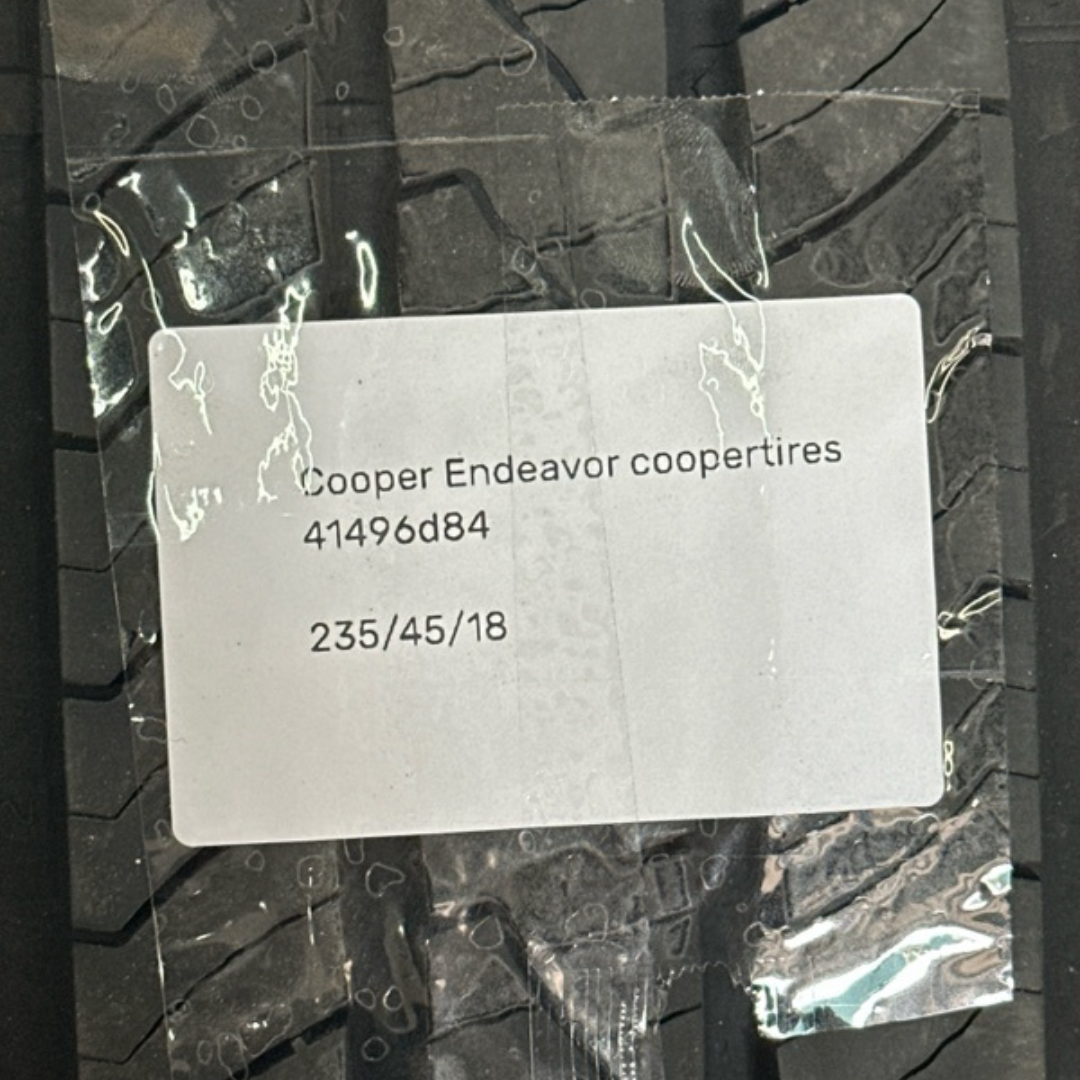 Cooper Endeavor coopertires
41496d84
235/45/18